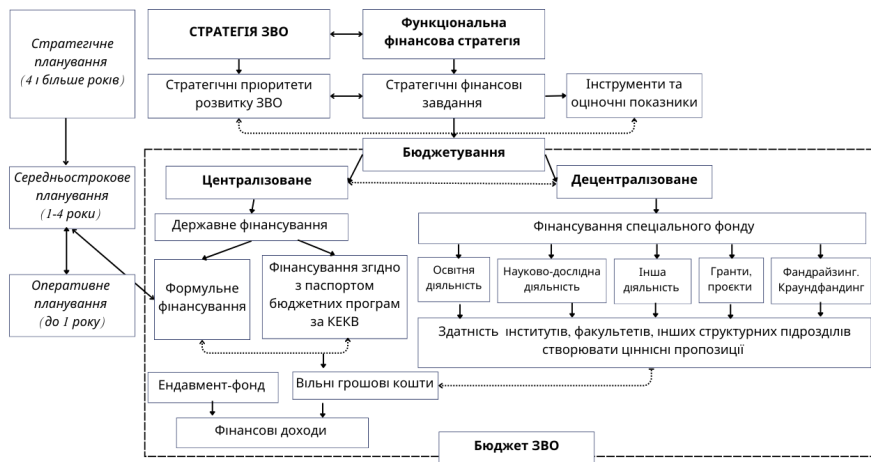 Стратегічне
планування
(4 і більше років)
СТРАТЕГІЯ ЗВО
Функціональна
фінансова стратегія
Стратегічні пріоритети
розвитку ЗВО
Стратегічні фінансові
завдання
Інструменти та
оціночні показники
Бюджетування
Середньострокове
планування
(1-4 роки)
Централізоване
Децентралізоване
Державне фінансування
Фінансування спеціального фонду
Оперативне
планування
(до 1 року)
Формульне
фінансування
Фінансування згідно
з паспортом
бюджетних програм
за КЕКВ
Освітня
діяльність
Науково-дослідна
діяльність
Інша
діяльність
Гранти,
проєкти
Фандрайзинг.
Краундфандинг
Здатність інститутів, факультетів, інших структурних підрозділів
створювати ціннісні пропозиції
Ендавмент-фонд
Вільні грошові кошти
Фінансові доходи
Бюджет ЗВО